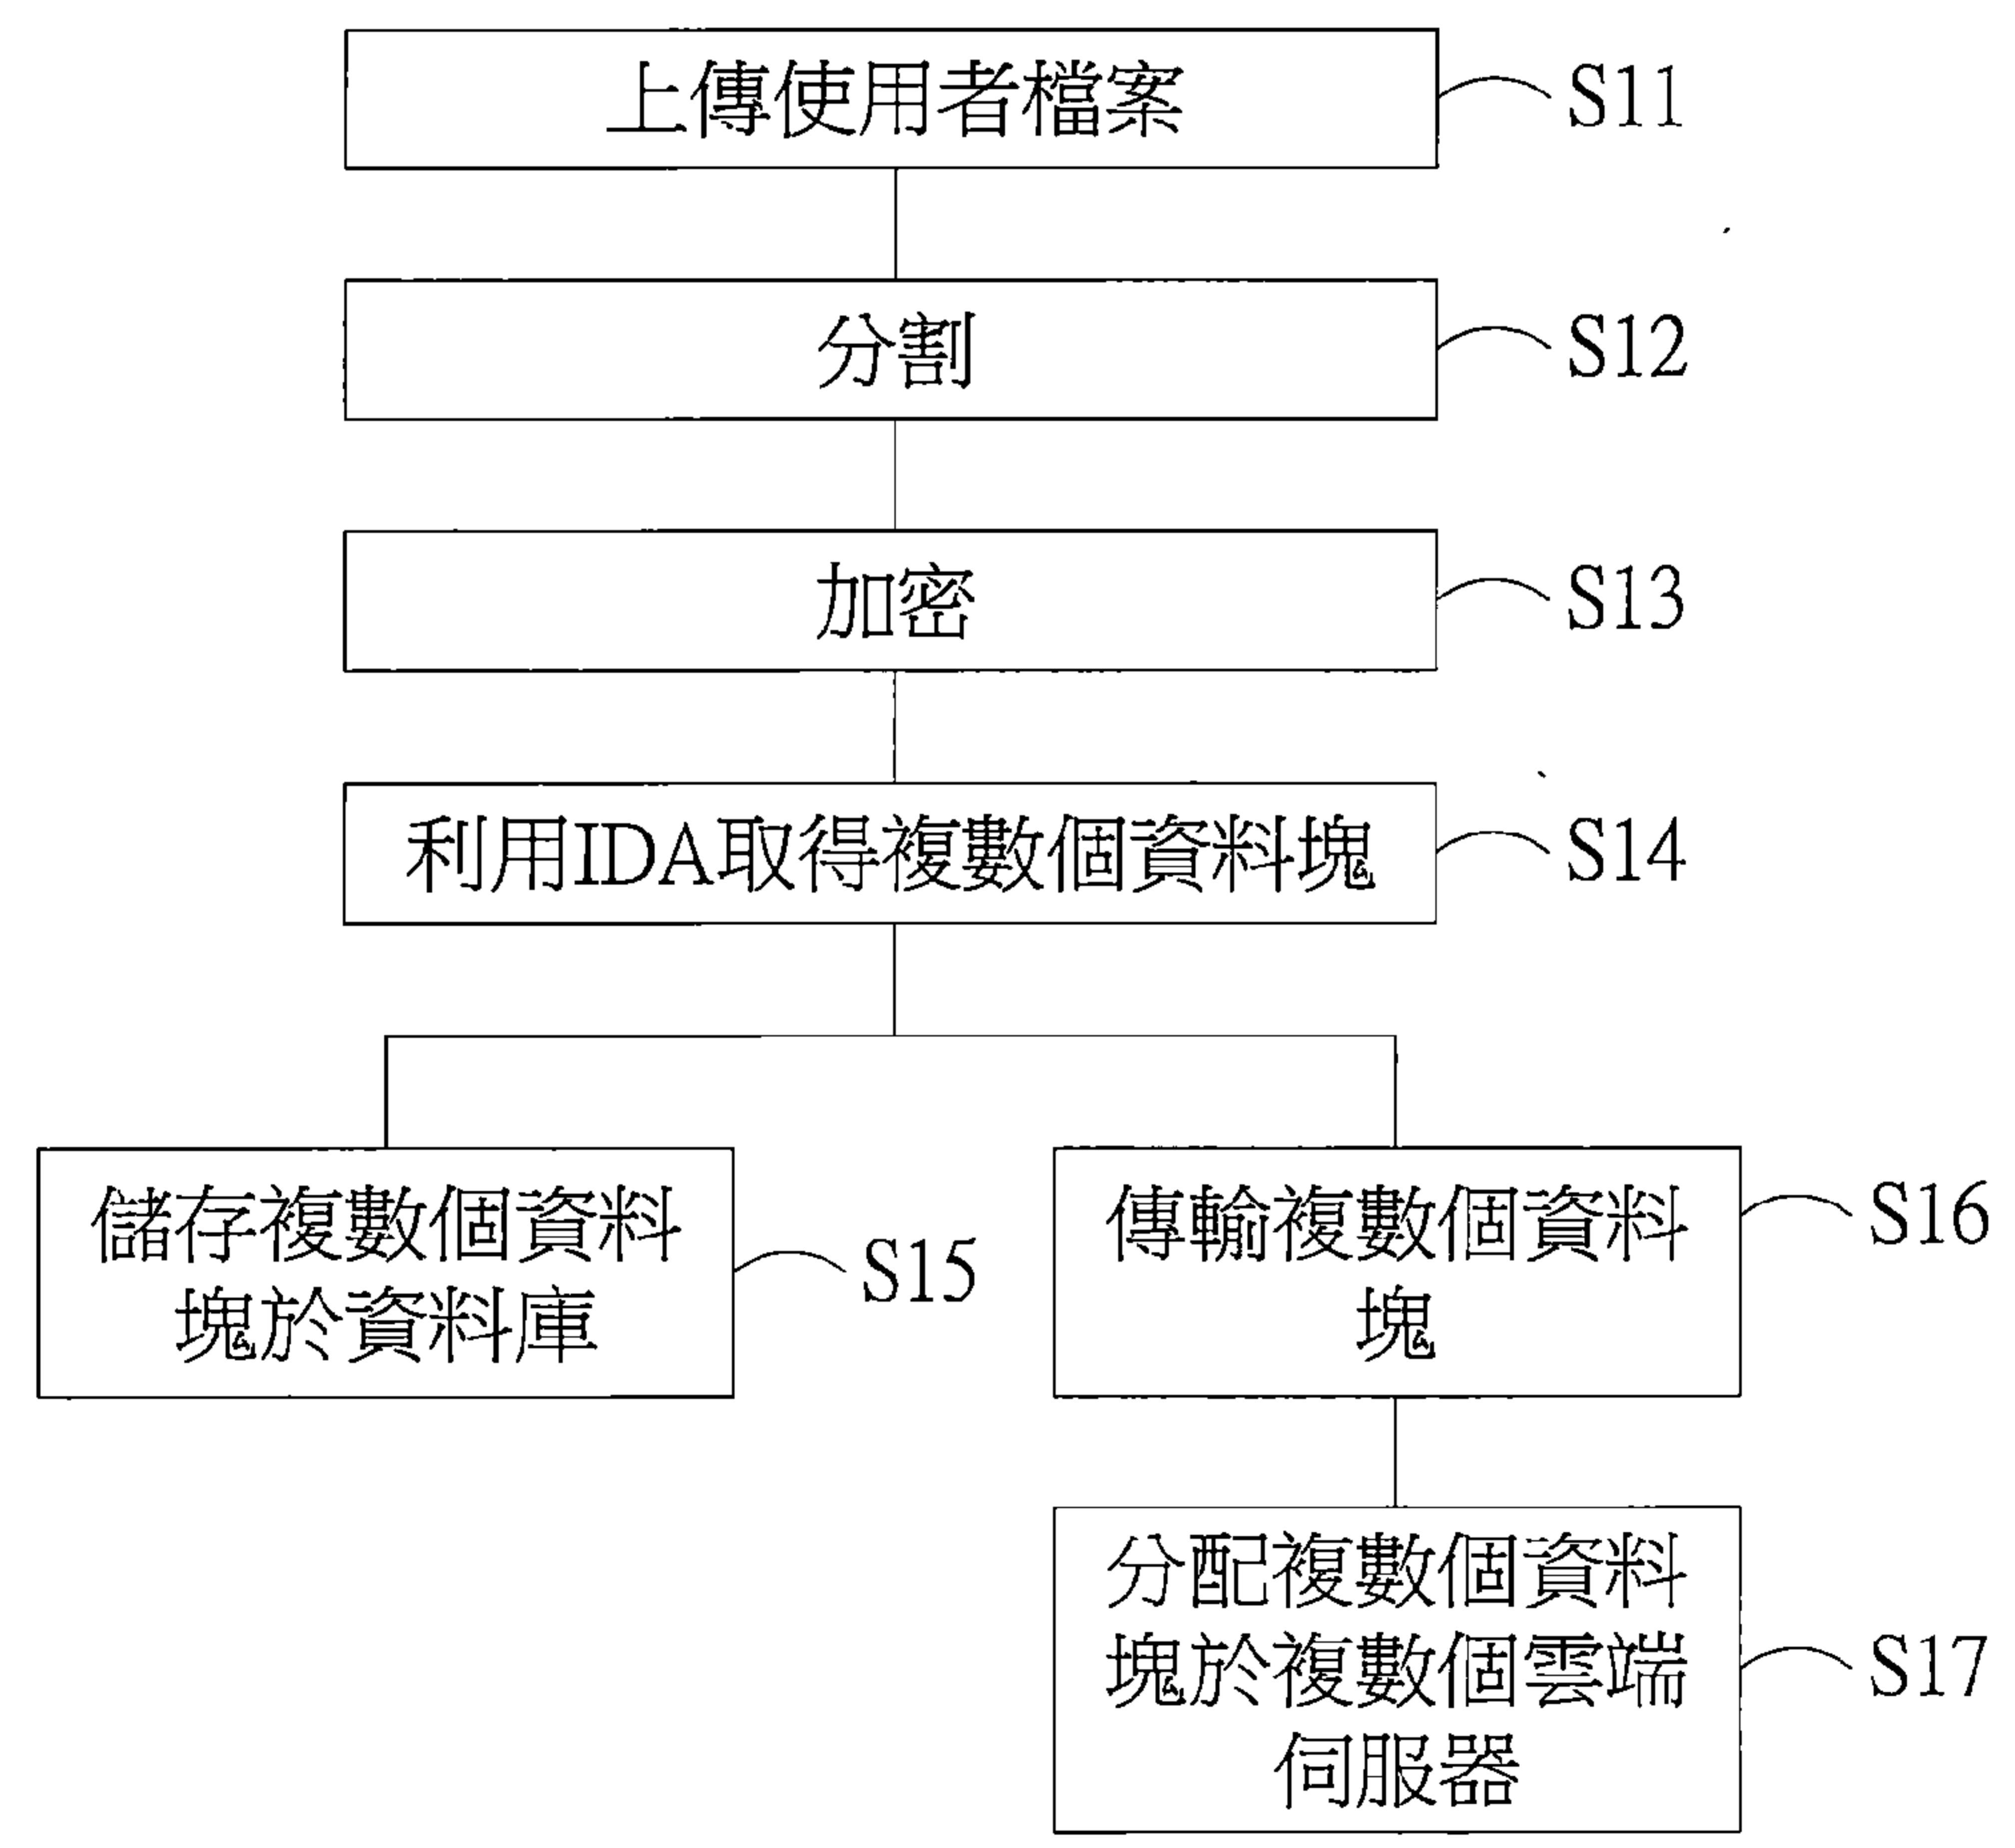 上傳使用者檔案
S11
分割
S12
加密
S13
利用IDA取得複數個資料塊
S14
儲存複數個資料
塊於資料庫
S15
傳輸複數個資料
塊
S16
分配複數個資料
塊於複數個雲端
伺服器
S17